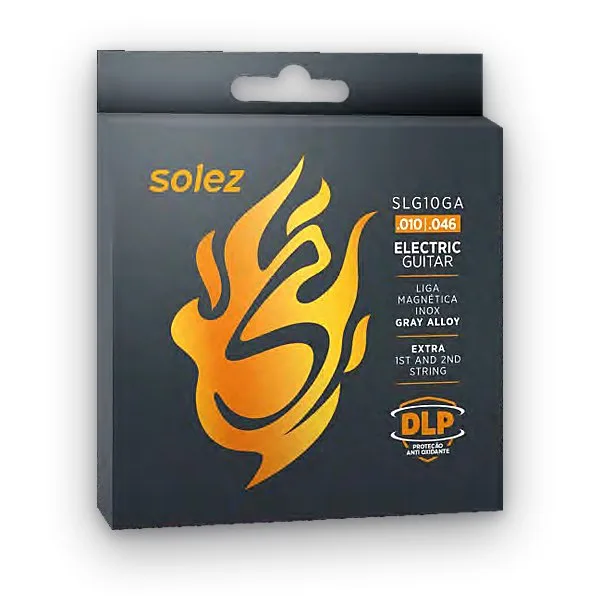 solez
SLG10GA
.010|.046
ELECTRIC
GUITAR
LIGA
MAGNÉTICA
INOX
GRAY ALLOY
EXTRA
1ST AND 2ND
STRING
DLP
PROTEÇÃO
ANTI OXIDANTE